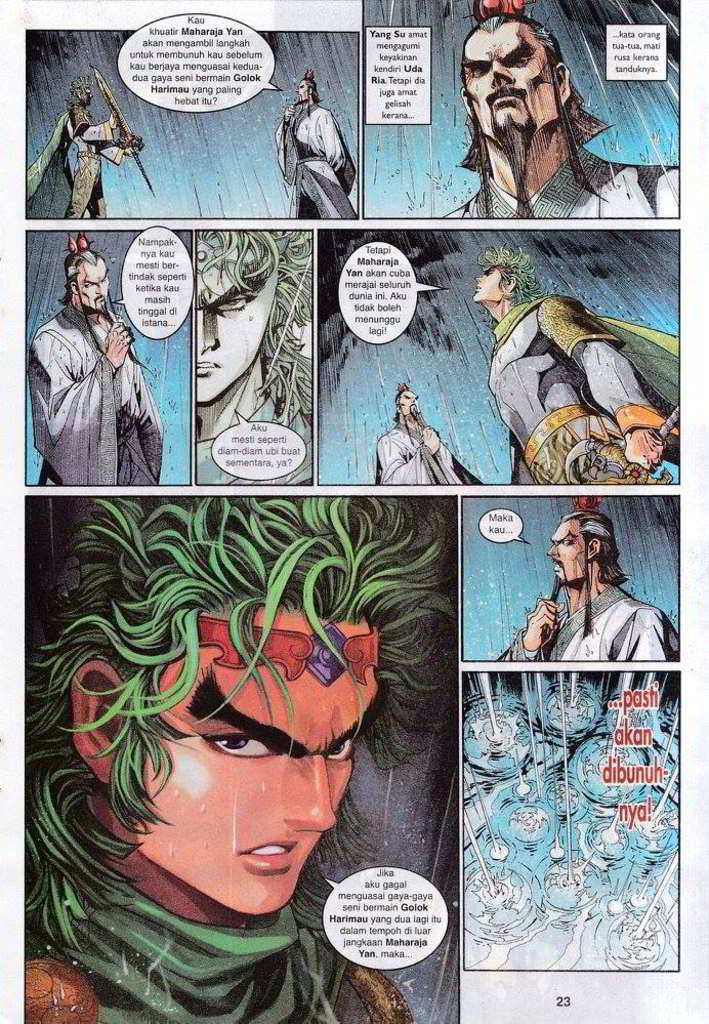 Kau
khuatir Maharaja Yan
akan mengambil langkah
untuk membunuh kau sebelum
kau berjaya menguasai kedua-
dua gaya seni bermain Golok
Harimau yang paling
hebat itu?
Yang Su amat
mengagumi
keyakinan
kendiri Uda
Ria. Tetapi dia
juga amat
gelisah
kerana...
...kata orang
tua-tua, mati
rusa kerana
tanduknya.
Nampak-
nya kau
mesti ber-
tindak seperti
ketika kau
masih
tinggal di
istana...
Aku
mesti seperti
diam-diam ubi buat
sementara, ya?
Tetapi
Maharaja
Yan akan cuba
merajai seluruh
dunia ini. Aku
tidak boleh
menunggu
lagi!
Jika
aku gagal
menguasai gaya-gaya
seni bermain Golok
Harimau yang dua lagi itu
dalam tempoh di luar
jangkaan Maharaja
Yan, maka...
Maka
kau...
...pasti
akan
dibunuh-
nya!
23